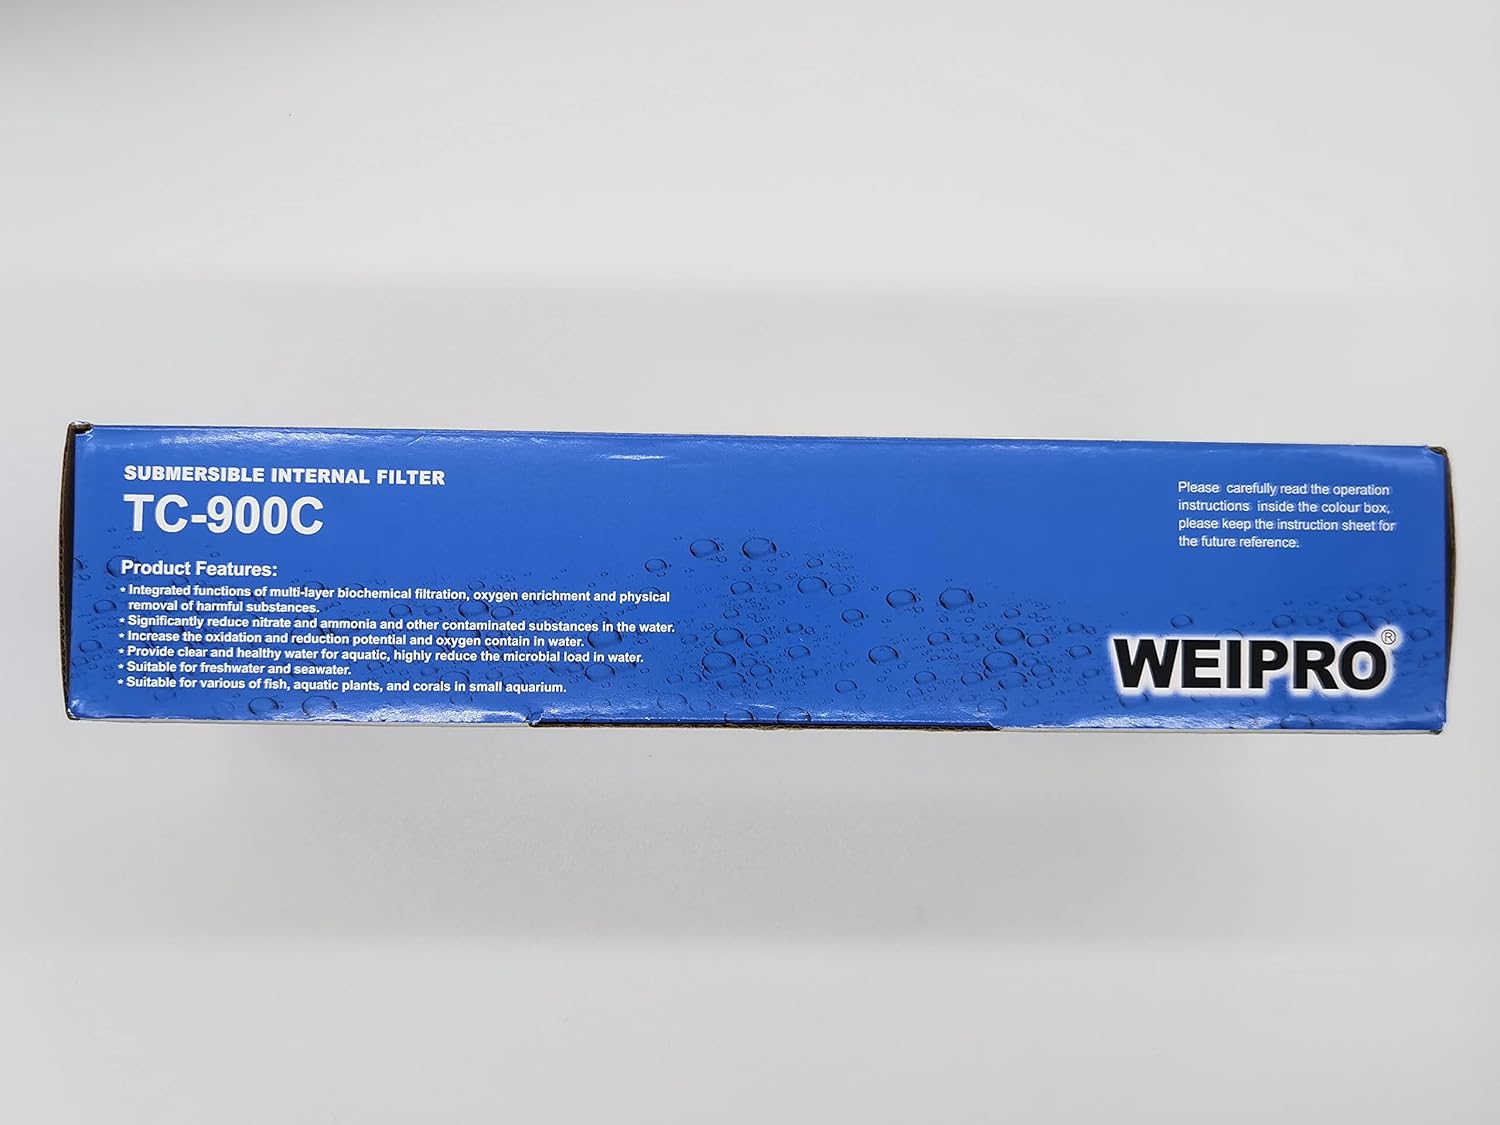 SUBMERSIBLE INTERNAL FILTER
TC-900C
Product Features:
* Integrated functions of multi-layer biochemical filtration, oxygen enrichment and physical
removal of harmful substances.
* Significantly reduce nitrate and ammonia and other contaminated substances in the water.
* Increase the oxidation and reduction potential and oxygen contain in water.
* Provide clear and healthy water for aquatic, highly reduce the microbial load in water.
* Suitable for freshwater and seawater.
* Suitable for various of fish, aquatic plants, and corals in small aquarium.
Please carefully read the operation
instructions inside the colour box,
please keep the instruction sheet for
the future reference.
WEIPRO®